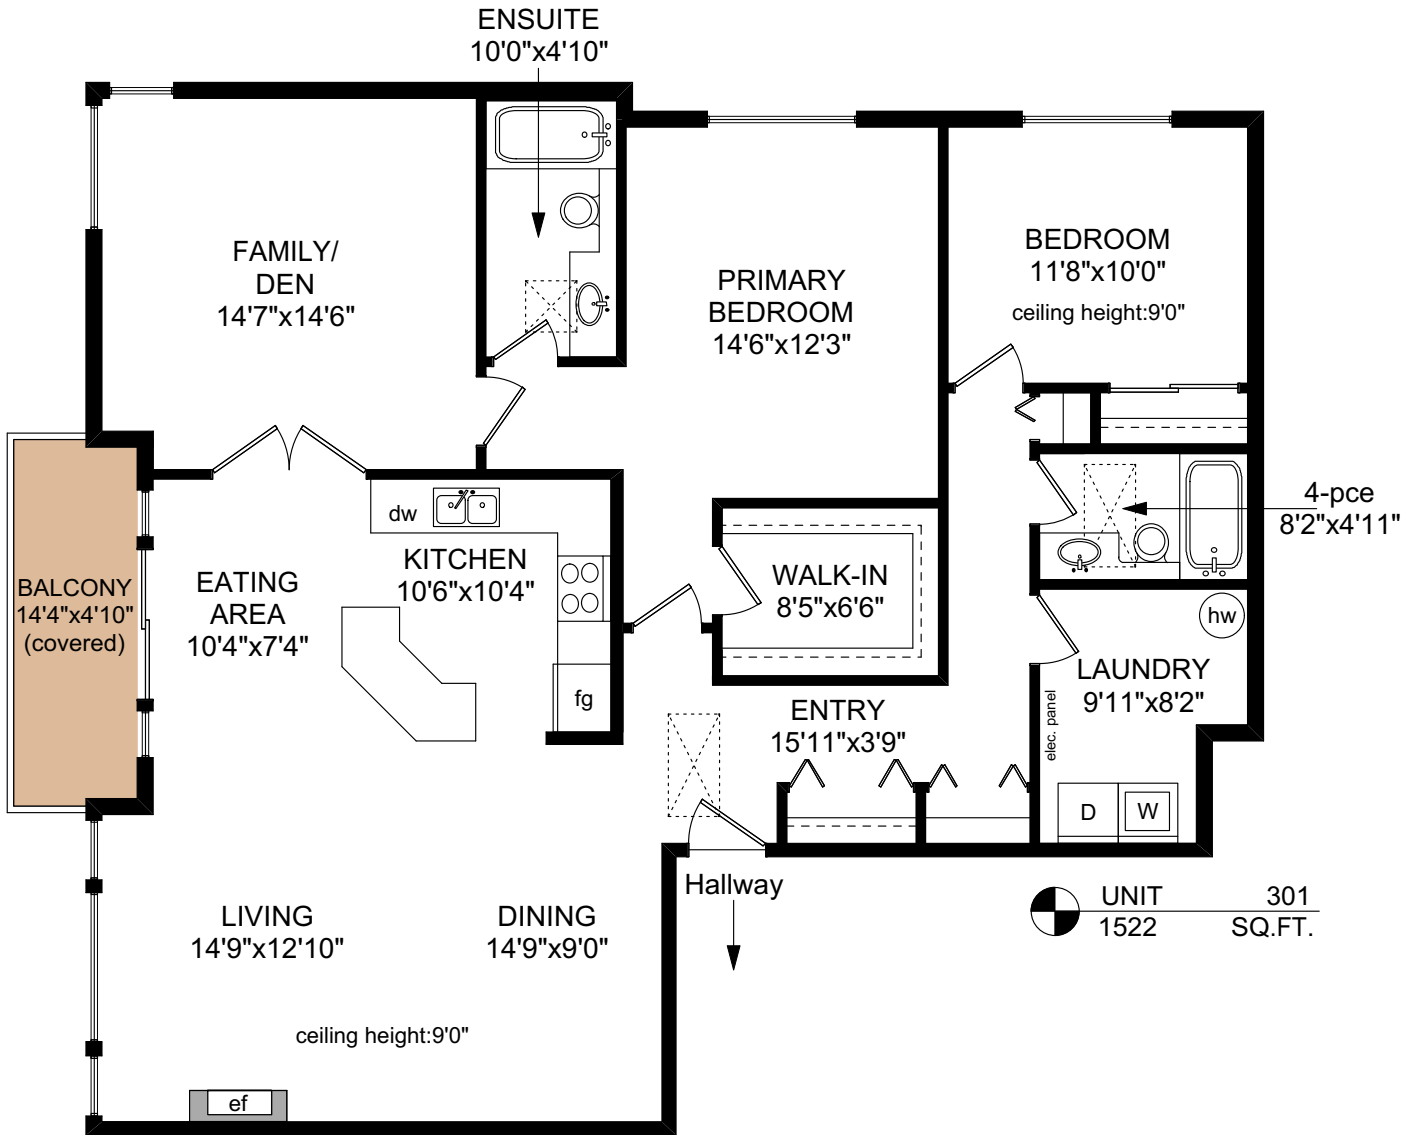 ENSUITE
10'0"x4'10"
FAMILY/
DEN
14'7"x14'6"
PRIMARY
BEDROOM
14'6"x12'3"
BEDROOM
11'8"x10'0"
ceiling height:9'0"
4-pce
8'2"x4'11"
dw
KITCHEN
10'6"x10'4"
EATING
AREA
10'4"x7'4"
BALCONY
14'4"x4'10"
(covered)
WALK-IN
8'5"x6'6"
hw
LAUNDRY
9'11"x8'2"
elec. panel
fg
ENTRY
15'11"x3'9"
D
W
Hallway
LIVING
14'9"x12'10"
DINING
14'9"x9'0"
UNIT 301
1522 SQ.FT.
ceiling height:9'0"
ef